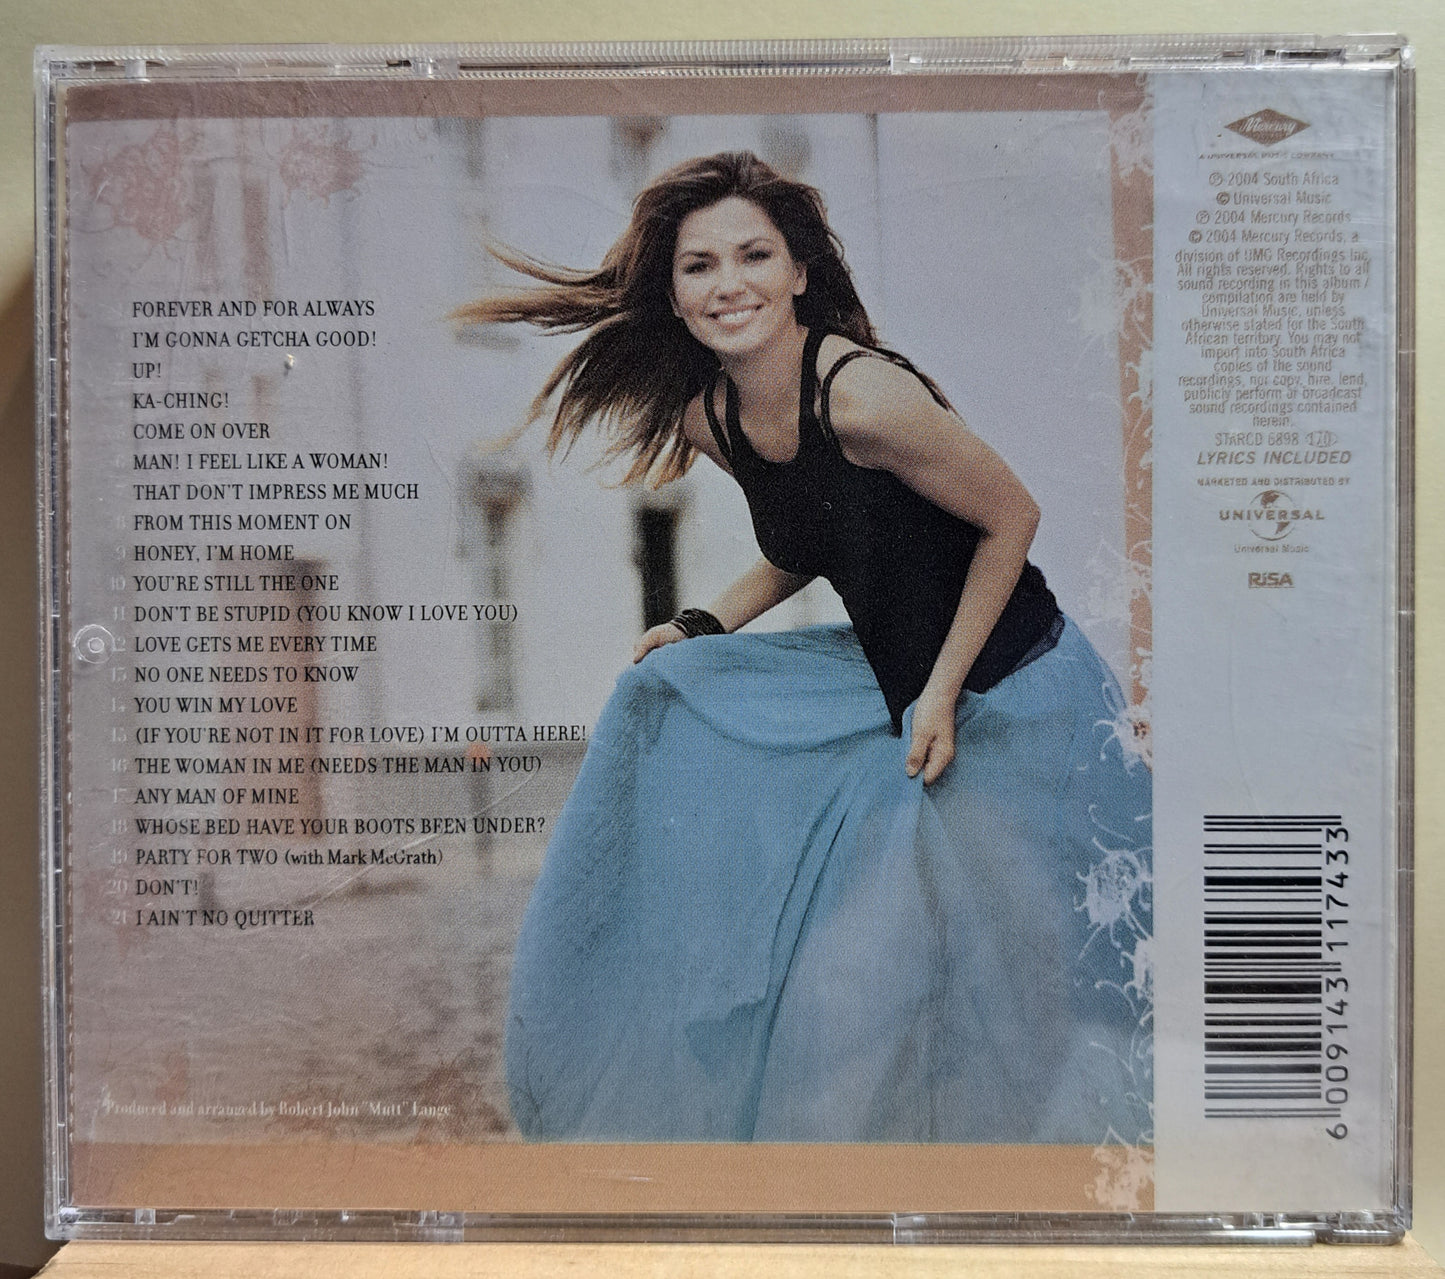 FOREVER AND FOR ALWAYS
I'M GONNA GETCHA GOOD!
UP!
KA-CHING!
COME ON OVER
6 MAN! I FEEL LIKE A WOMAN!
7 THAT DON'T IMPRESS ME MUCH
8 FROM THIS MOMENT ON
9 HONEY, I'M HOME
10 YOU'RE STILL THE ONE
11 DON'T BE STUPID (YOU KNOW I LOVE YOU)
12 LOVE GETS ME EVERY TIME
13 NO ONE NEEDS TO KNOW
14 YOU WIN MY LOVE
15 (IF YOU'RE NOT IN IT FOR LOVE) I'M OUTTA HERE!
16 THE WOMAN IN ME (NEEDS THE MAN IN YOU)
17 ANY MAN OF MINE
18 WHOSE BED HAVE YOUR BOOTS BEEN UNDER?
19 PARTY FOR TWO (with Mark McGrath)
20 DON'T!
21 I AIN'T NO QUITTER
Produced and arranged by Robert John "Mutt" Lange
Mercury
A UNIVERSAL MUSIC COMPANY
℗ 2004 South Africa
© Universal Music
℗ 2004 Mercury Records
© 2004 Mercury Records, a
division of UMG Recordings Inc.
All rights reserved. Rights to all
sound recording in this album /
compilation are held by
Universal Music, unless
otherwise stated for the South
African territory. You may not
import into South Africa
copies of the sound
recordings, nor copy, hire, lend,
publicly perform or broadcast
sound recordings contained
herein.
STARCD 6898 <170>
LYRICS INCLUDED
MARKETED AND DISTRIBUTED BY
UNIVERSAL
Universal Music
RiSA
6 009143 117433